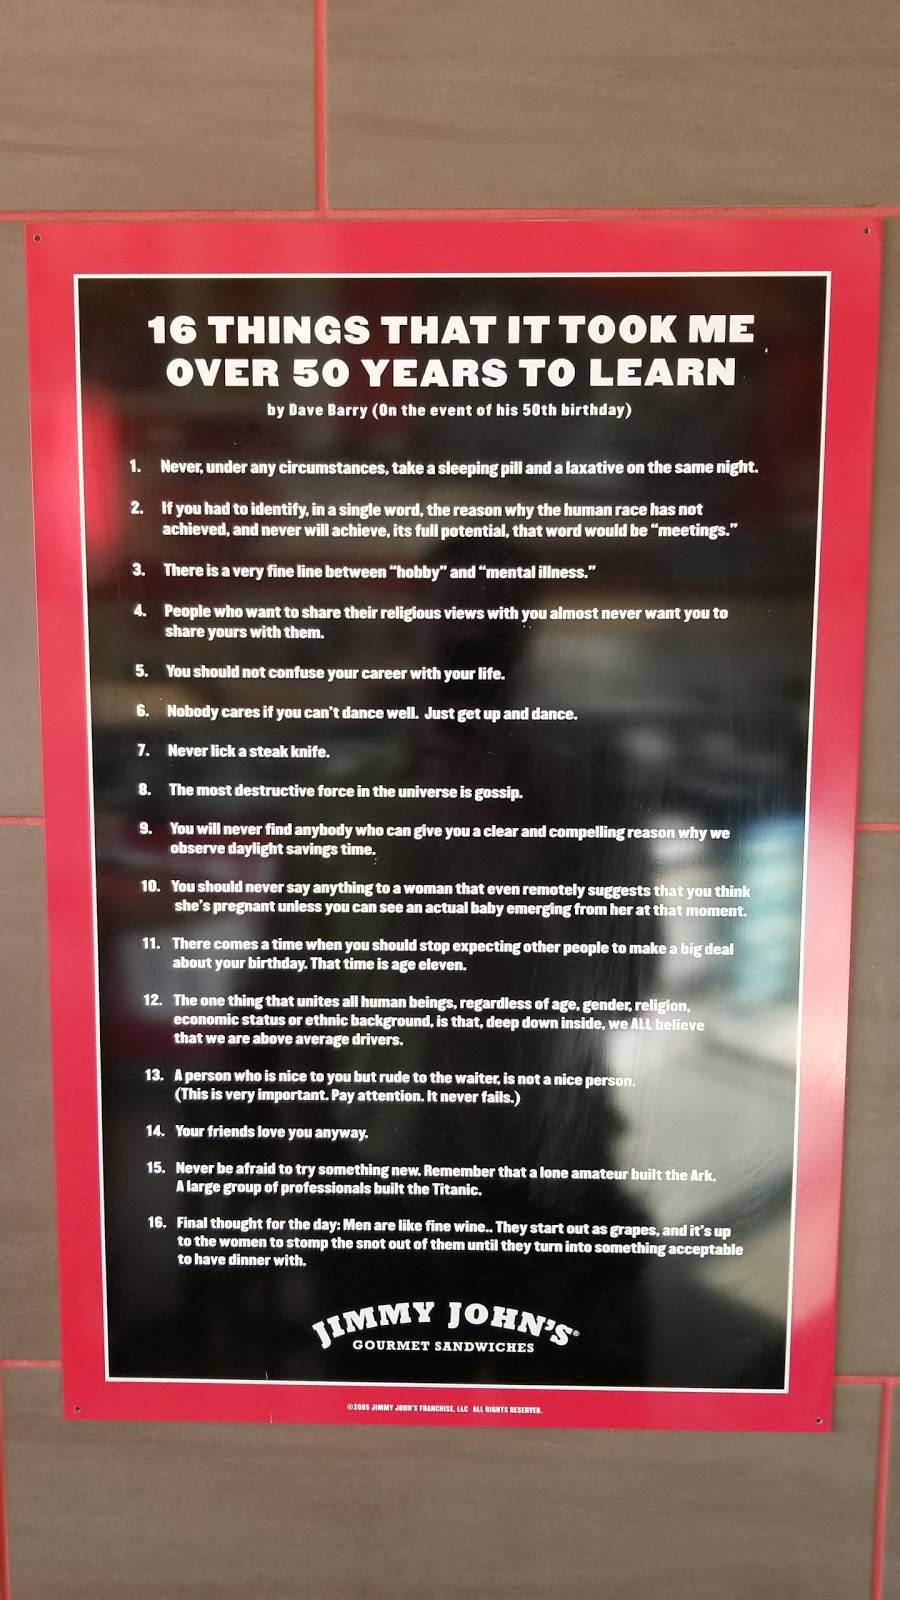 16 THINGS THAT IT TOOK ME
OVER 50 YEARS TO LEARN
by Dave Barry (On the event of his 50th birthday)
1. Never, under any circumstances, take a sleeping pill and a laxative on the same night.
2. If you had to identify, in a single word, the reason why the human race has not
achieved, and never will achieve, its full potential, that word would be “meetings.”
3. There is a very fine line between “hobby” and “mental illness.”
4. People who want to share their religious views with you almost never want you to
share yours with them.
5. You should not confuse your career with your life.
6. Nobody cares if you can’t dance well. Just get up and dance.
7. Never lick a steak knife.
8. The most destructive force in the universe is gossip.
9. You will never find anybody who can give you a clear and compelling reason why we
observe daylight savings time.
10. You should never say anything to a woman that even remotely suggests that you think
she’s pregnant unless you can see an actual baby emerging from her at that moment.
11. There comes a time when you should stop expecting other people to make a big deal
about your birthday. That time is age eleven.
12. The one thing that unites all human beings, regardless of age, gender, religion,
economic status or ethnic background, is that, deep down inside, we ALL believe
that we are above average drivers.
13. A person who is nice to you but rude to the waiter, is not a nice person.
(This is very important. Pay attention. It never fails.)
14. Your friends love you anyway.
15. Never be afraid to try something new. Remember that a lone amateur built the Ark.
A large group of professionals built the Titanic.
16. Final thought for the day: Men are like fine wine.. They start out as grapes, and it’s up
to the women to stomp the snot out of them until they turn into something acceptable
to have dinner with.
JIMMY JOHN’S®
GOURMET SANDWICHES
©2005 JIMMY JOHN’S FRANCHISE, LLC ALL RIGHTS RESERVED.